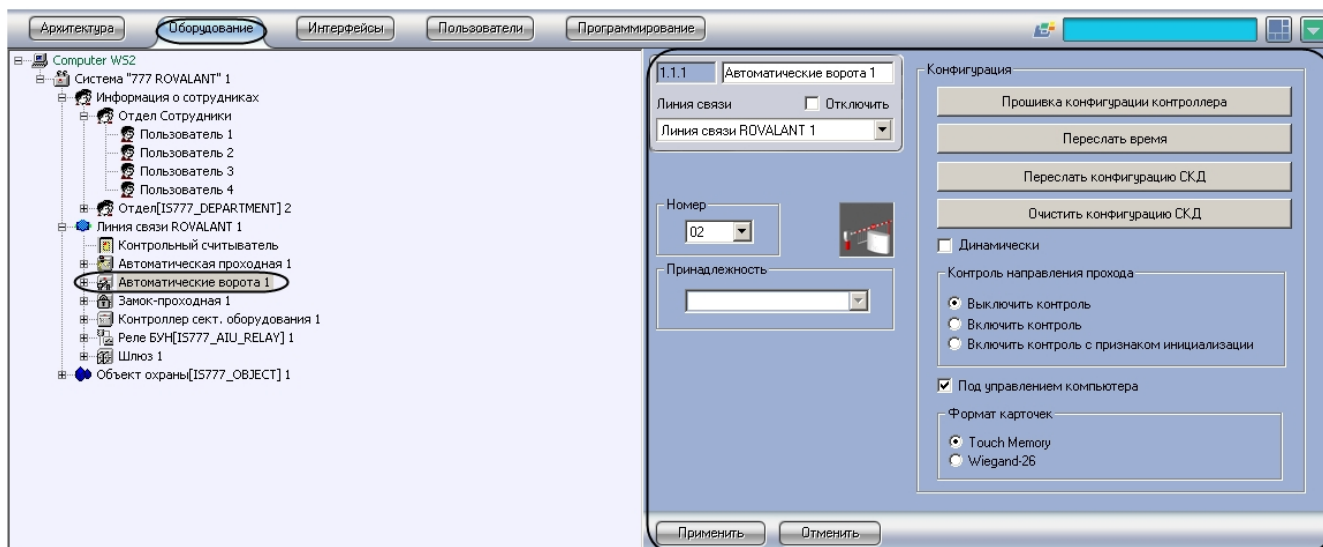 Архитектура Оборудование Интерфейсы Пользователи Программирование
Computer WS2
Система "777 ROVALANT" 1
Информация о сотрудниках
Отдел Сотрудники
Пользователь 1
Пользователь 2
Пользователь 3
Пользователь 4
Отдел[IS777_DEPARTMENT] 2
Линия связи ROVALANT 1
Контрольный считыватель
Автоматическая проходная 1
Автоматические ворота 1
Замок-проходная 1
Контроллер сект. оборудования 1
Реле БУН[IS777_AIU_RELAY] 1
Шлюз 1
Объект охраны[IS777_OBJECT] 1
1.1.1 Автоматические ворота 1
Линия связи Отключить
Линия связи ROVALANT 1
Номер
02
Принадлежность
Конфигурация
Прошивка конфигурации контроллера
Переслать время
Переслать конфигурацию СКД
Очистить конфигурацию СКД
Динамически
Контроль направления прохода
Выключить контроль
Включить контроль
Включить контроль с признаком инициализации
Под управлением компьютера
Формат карточек
Touch Memory
Wiegand-26
Применить Отменить